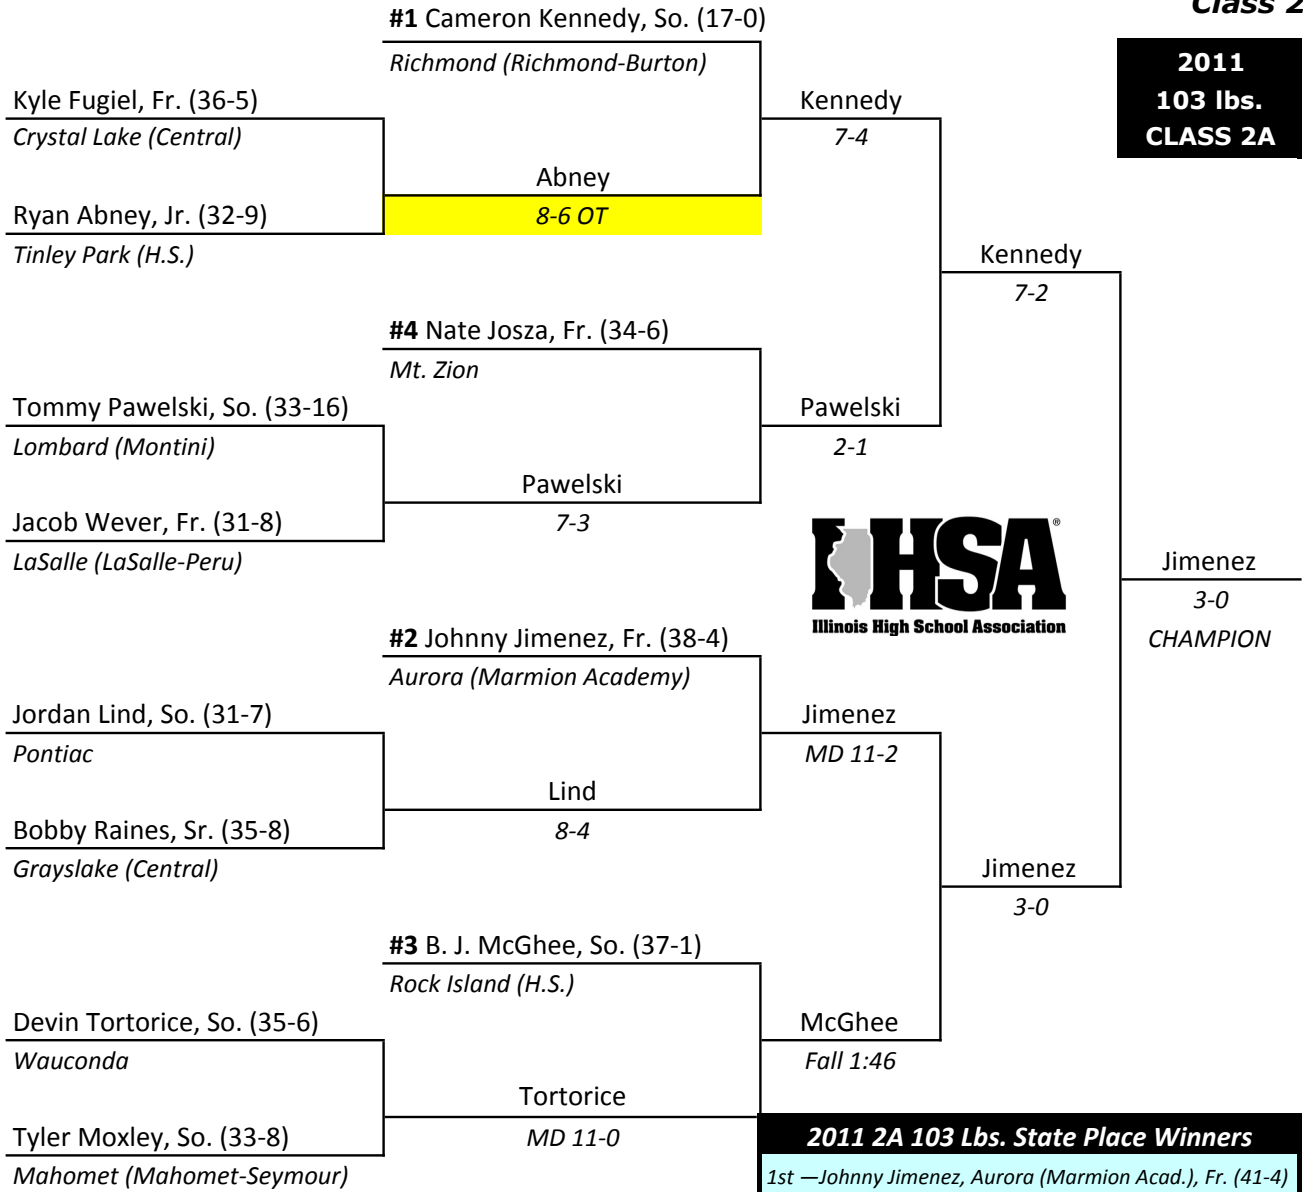 Class 2
#1 Cameron Kennedy, So. (17-0)
Richmond (Richmond-Burton)
2011
103 lbs.
CLASS 2A
Kyle Fugiel, Fr. (36-5)
Crystal Lake (Central)
Kennedy
7-4
Abney
8-6 OT
Ryan Abney, Jr. (32-9)
Tinley Park (H.S.)
Kennedy
7-2
#4 Nate Josza, Fr. (34-6)
Mt. Zion
Tommy Pawelski, So. (33-16)
Lombard (Montini)
Pawelski
2-1
Pawelski
7-3
Jacob Wever, Fr. (31-8)
LaSalle (LaSalle-Peru)
IHSA®
Illinois High School Association
Jimenez
3-0
CHAMPION
#2 Johnny Jimenez, Fr. (38-4)
Aurora (Marmion Academy)
Jordan Lind, So. (31-7)
Pontiac
Jimenez
MD 11-2
Lind
8-4
Bobby Raines, Sr. (35-8)
Grayslake (Central)
Jimenez
3-0
#3 B. J. McGhee, So. (37-1)
Rock Island (H.S.)
Devin Tortorice, So. (35-6)
Wauconda
McGhee
Fall 1:46
Tortorice
MD 11-0
Tyler Moxley, So. (33-8)
Mahomet (Mahomet-Seymour)
2011 2A 103 Lbs. State Place Winners
1st —Johnny Jimenez, Aurora (Marmion Acad.), Fr. (41-4)